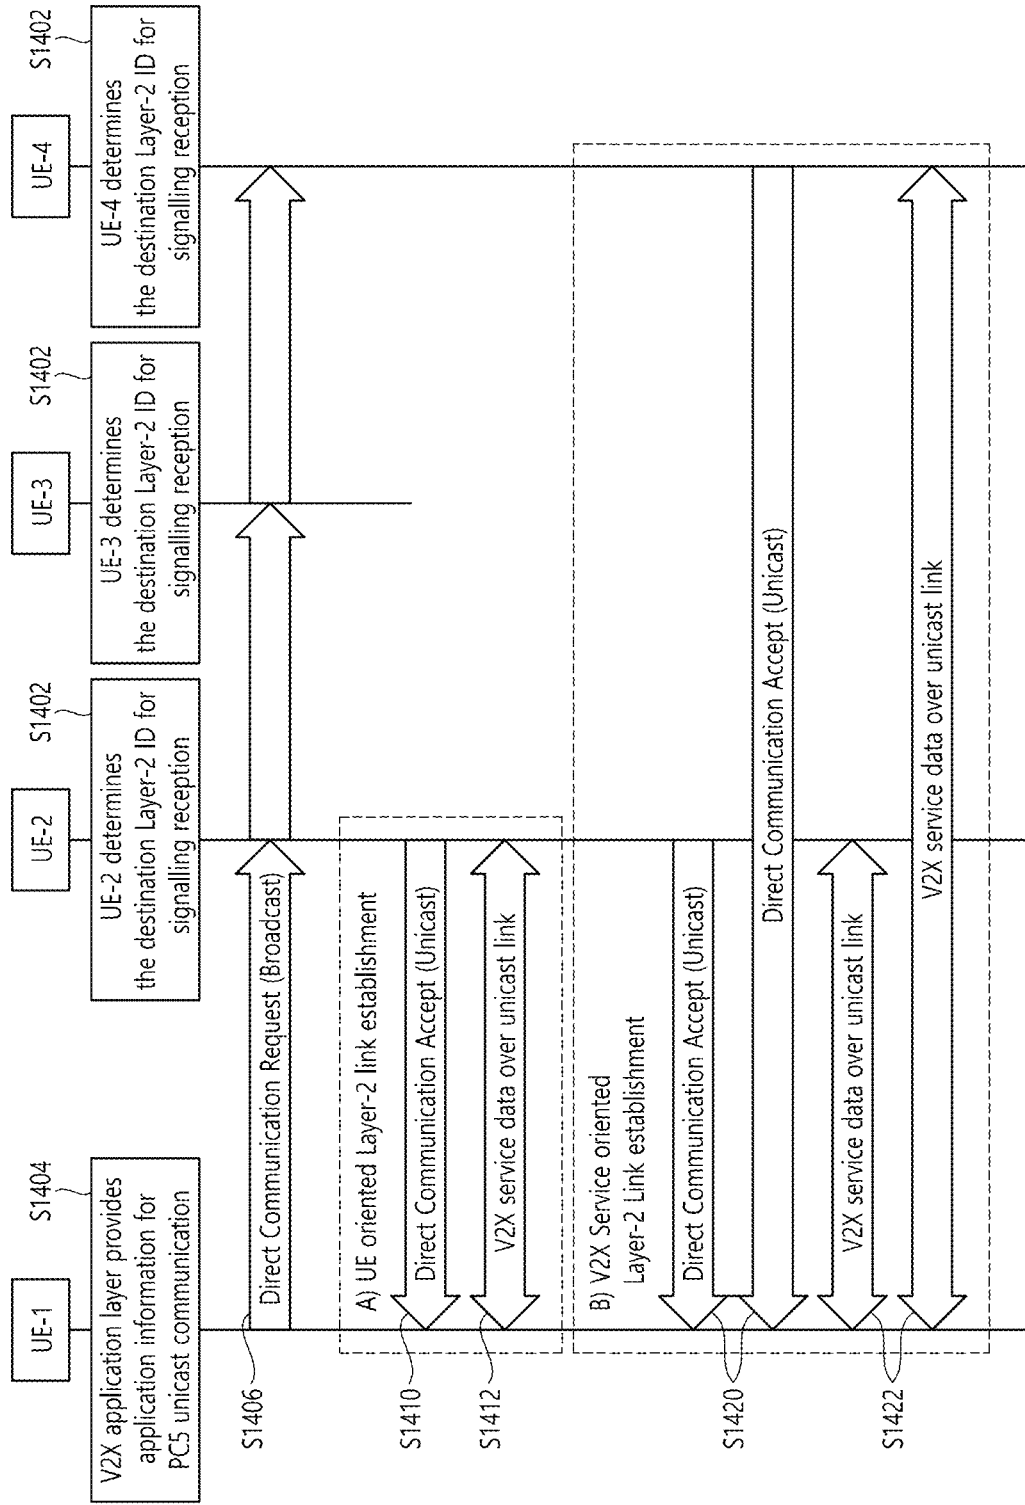 UE-1
UE-2
UE-3
UE-4
S1404
V2X application layer provides
application information for
PC5 unicast communication
S1402
UE-2 determines
the destination Layer-2 ID for
signalling reception
S1402
UE-3 determines
the destination Layer-2 ID for
signalling reception
S1402
UE-4 determines
the destination Layer-2 ID for
signalling reception
S1406
Direct Communication Request (Broadcast)
A) UE oriented Layer-2 link establishment
S1410
Direct Communication Accept (Unicast)
S1412
V2X service data over unicast link
B) V2X Service oriented
Layer-2 Link establishment
Direct Communication Accept (Unicast)
S1420
Direct Communication Accept (Unicast)
V2X service data over unicast link
S1422
V2X service data over unicast link